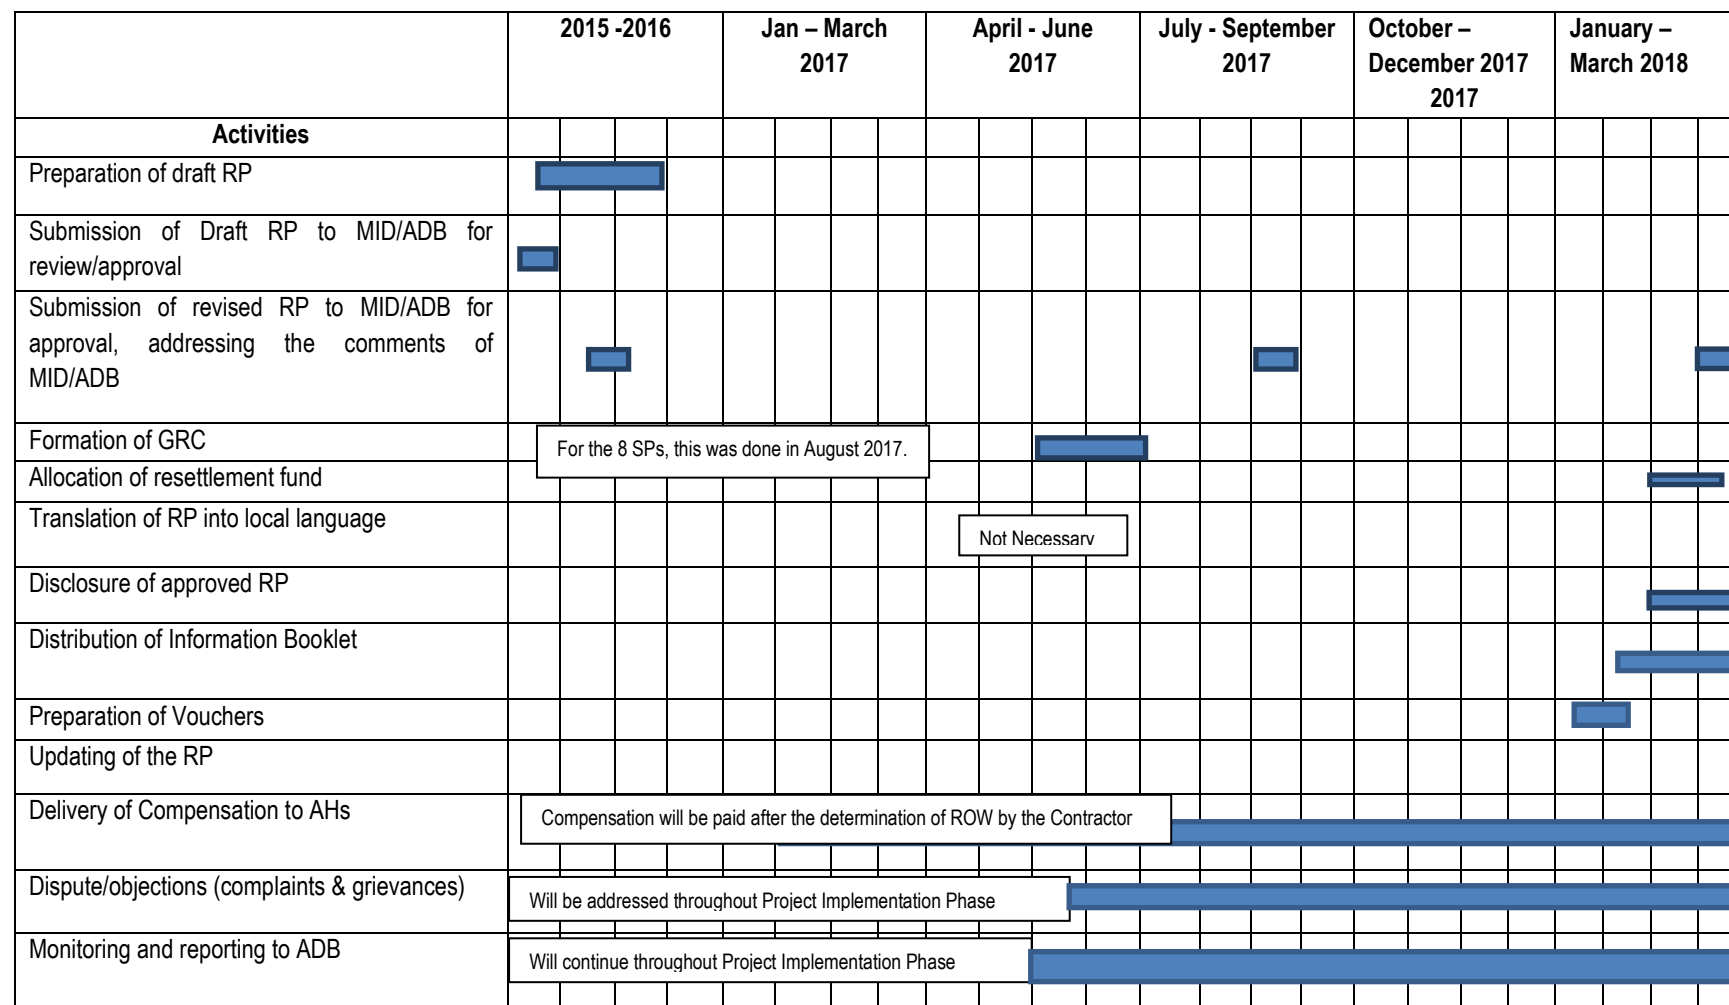 2015 -2016
Jan – March
2017
April - June
2017
July - September
2017
October –
December 2017
2017
January –
March 2018
Activities
Preparation of draft RP
Submission of Draft RP to MID/ADB for
review/approval
Submission of revised RP to MID/ADB for
approval, addressing the comments of
MID/ADB
Formation of GRC
For the 8 SPs, this was done in August 2017.
Allocation of resettlement fund
Translation of RP into local language
Not Necessary
Disclosure of approved RP
Distribution of Information Booklet
Preparation of Vouchers
Updating of the RP
Delivery of Compensation to AHs
Compensation will be paid after the determination of ROW by the Contractor
Dispute/objections (complaints & grievances)
Will be addressed throughout Project Implementation Phase
Monitoring and reporting to ADB
Will continue throughout Project Implementation Phase